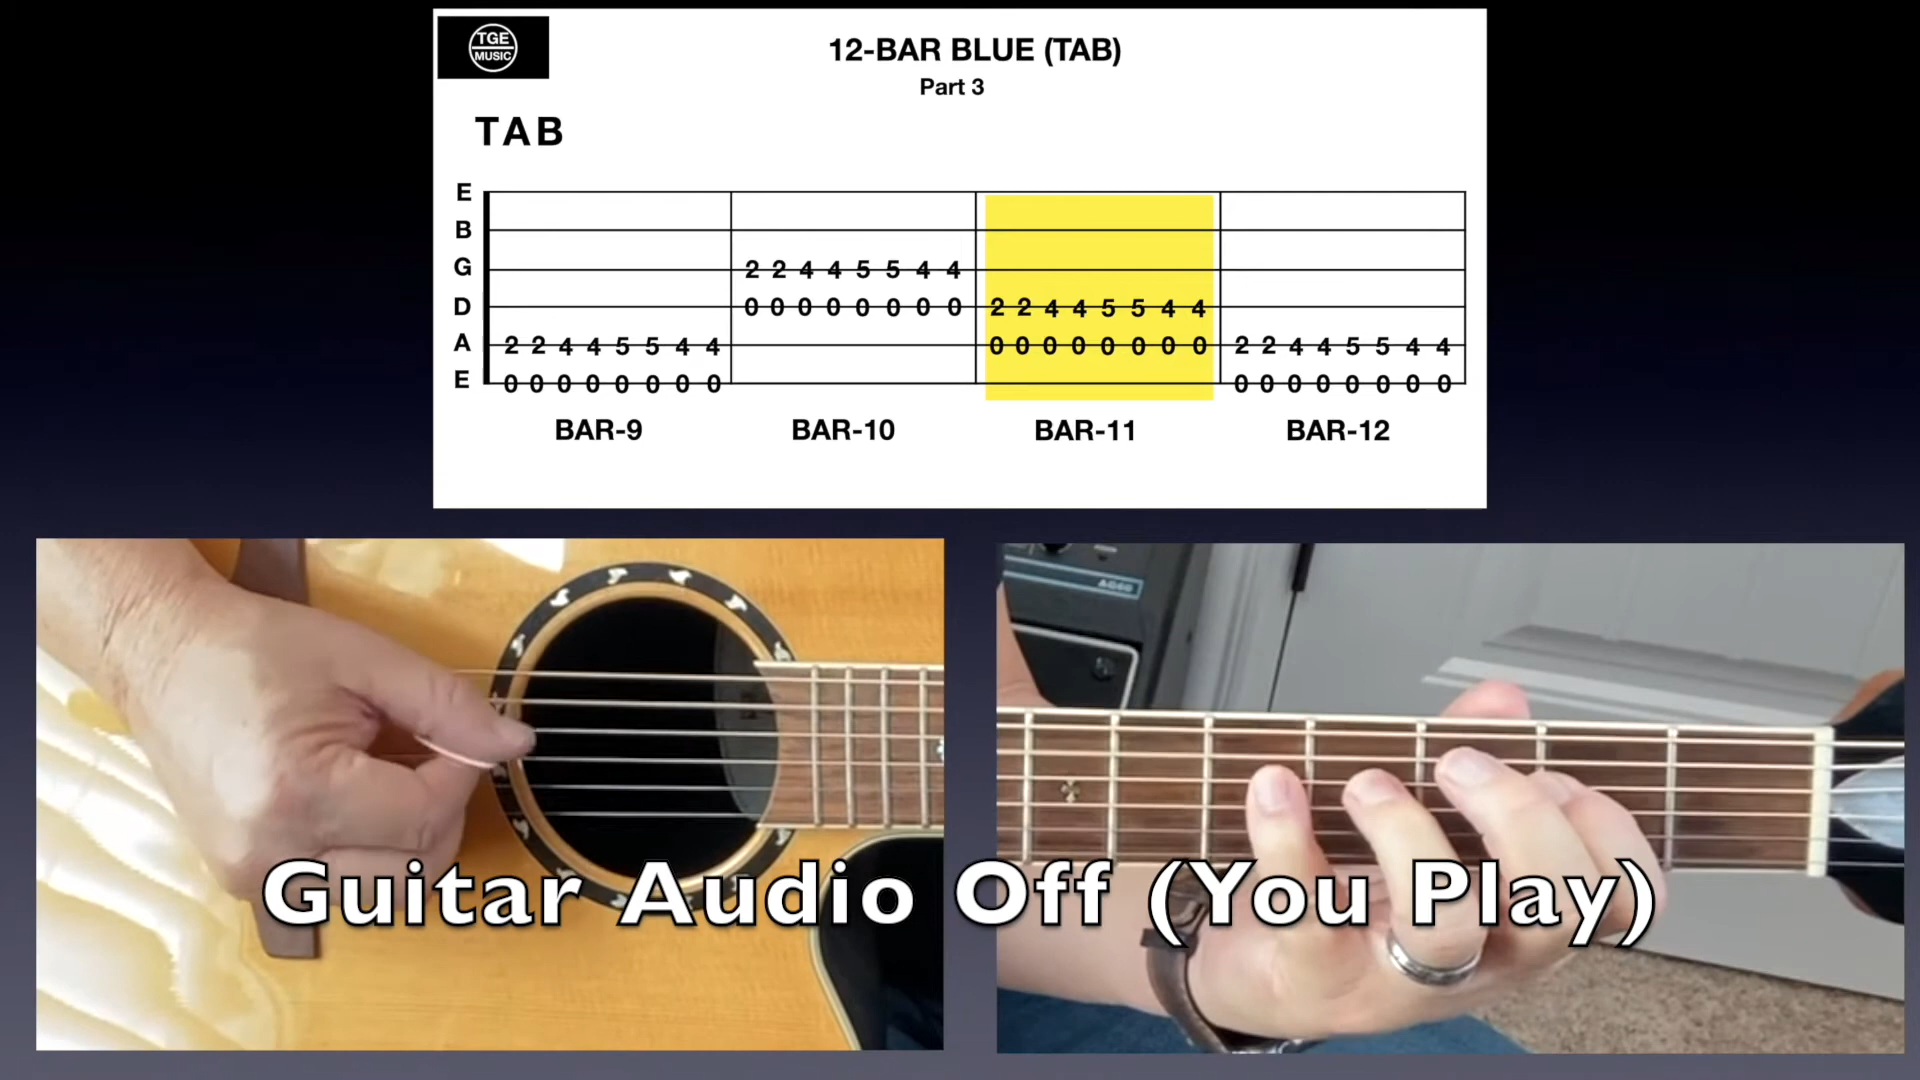 TGE
MUSIC
12-BAR BLUE (TAB)
Part 3
TAB
E
B
G 2 2 4 4 5 5 4 4
D 0 0 0 0 0 0 0 0 2 2 4 4 5 5 4 4
A 2 2 4 4 5 5 4 4 0 0 0 0 0 0 0 0 2 2 4 4 5 5 4 4
E 0 0 0 0 0 0 0 0 0 0 0 0 0 0 0 0
BAR-9 BAR-10 BAR-11 BAR-12
AG60
Guitar Audio Off (You Play)